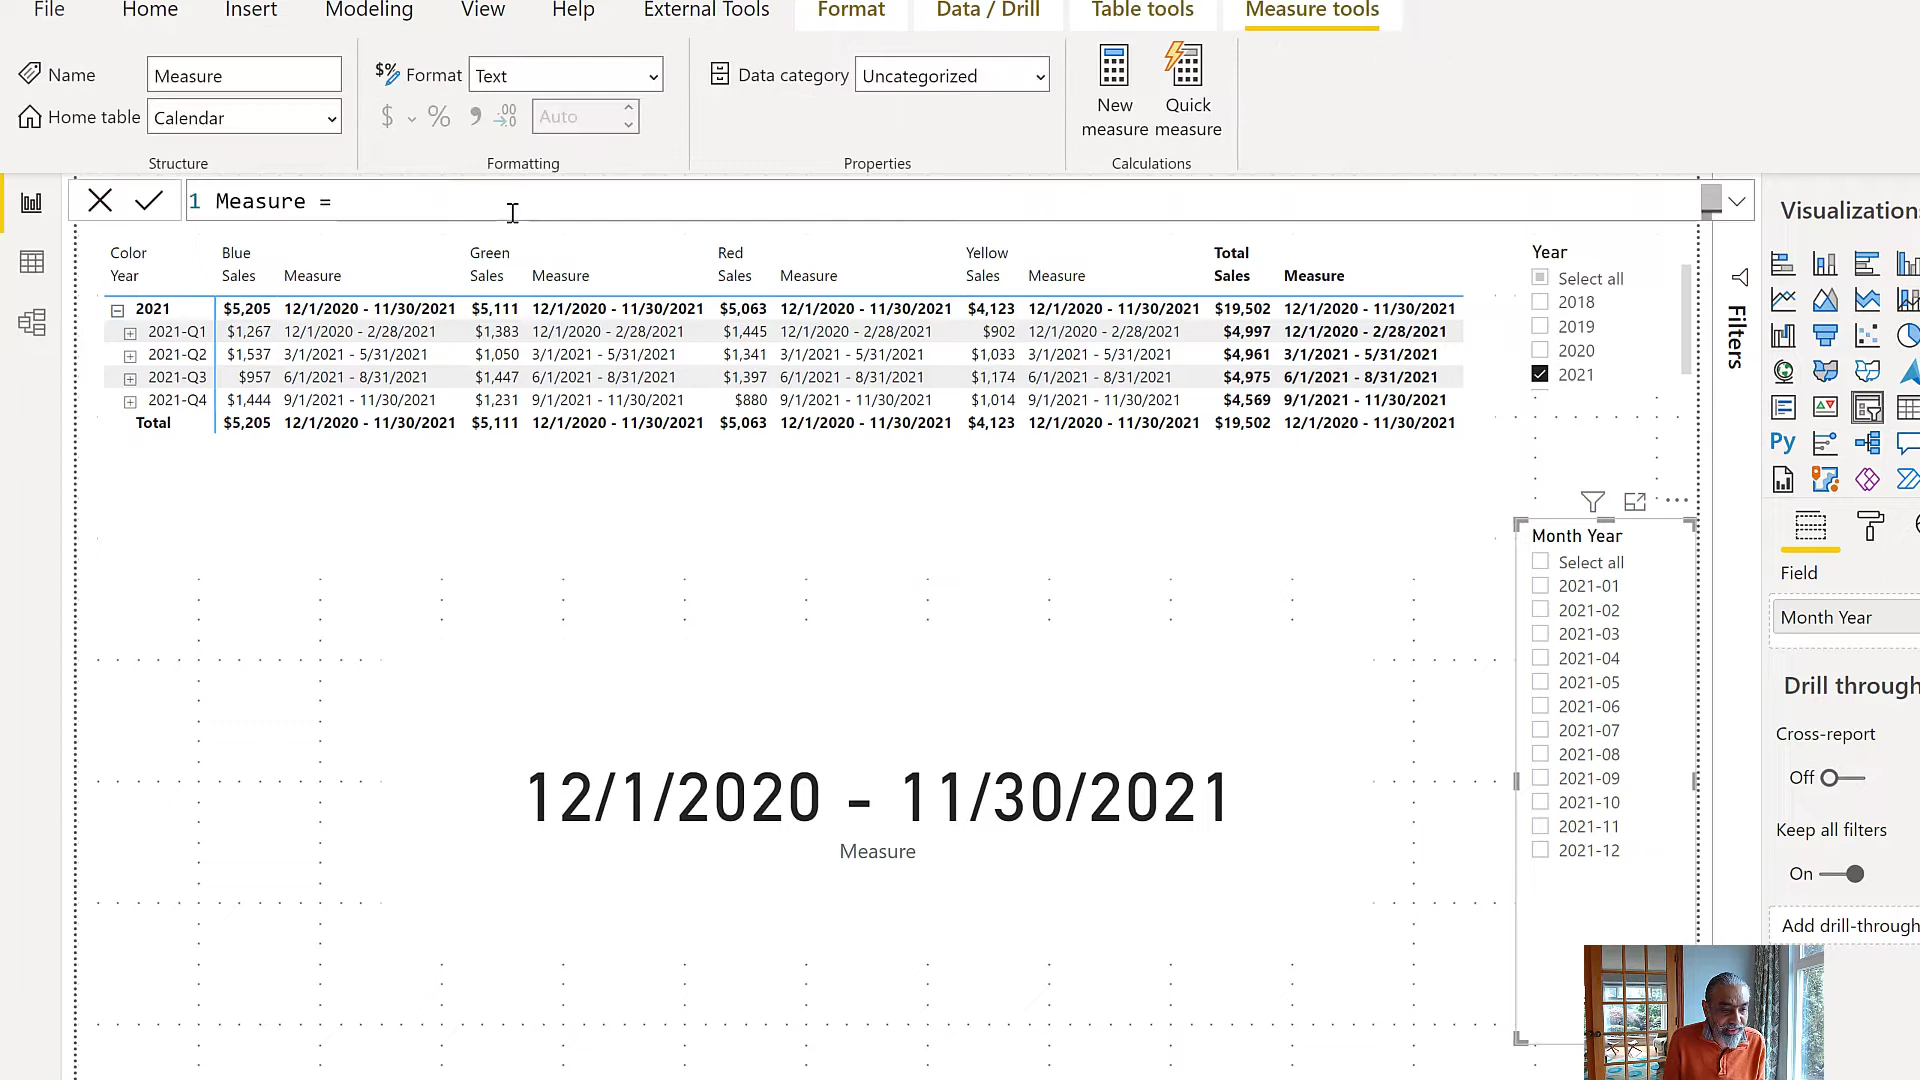 File Home Insert Modeling View Help External Tools Format Data / Drill Table tools Measure tools
Name Measure $% Format Text Data category Uncategorized
Home table Calendar $ % Auto
New measure
Quick measure
Structure Formatting Properties Calculations
1 Measure =
Color Blue Green Red Yellow Total
Year Sales Measure Sales Measure Sales Measure Sales Measure Sales Measure
2021 $5,205 12/1/2020 - 11/30/2021 $5,111 12/1/2020 - 11/30/2021 $5,063 12/1/2020 - 11/30/2021 $4,123 12/1/2020 - 11/30/2021 $19,502 12/1/2020 - 11/30/2021
2021-Q1 $1,267 12/1/2020 - 2/28/2021 $1,383 12/1/2020 - 2/28/2021 $1,445 12/1/2020 - 2/28/2021 $902 12/1/2020 - 2/28/2021 $4,997 12/1/2020 - 2/28/2021
2021-Q2 $1,537 3/1/2021 - 5/31/2021 $1,050 3/1/2021 - 5/31/2021 $1,341 3/1/2021 - 5/31/2021 $1,033 3/1/2021 - 5/31/2021 $4,961 3/1/2021 - 5/31/2021
2021-Q3 $957 6/1/2021 - 8/31/2021 $1,447 6/1/2021 - 8/31/2021 $1,397 6/1/2021 - 8/31/2021 $1,174 6/1/2021 - 8/31/2021 $4,975 6/1/2021 - 8/31/2021
2021-Q4 $1,444 9/1/2021 - 11/30/2021 $1,231 9/1/2021 - 11/30/2021 $880 9/1/2021 - 11/30/2021 $1,014 9/1/2021 - 11/30/2021 $4,569 9/1/2021 - 11/30/2021
Total $5,205 12/1/2020 - 11/30/2021 $5,111 12/1/2020 - 11/30/2021 $5,063 12/1/2020 - 11/30/2021 $4,123 12/1/2020 - 11/30/2021 $19,502 12/1/2020 - 11/30/2021
12/1/2020 - 11/30/2021
Measure
Year
Select all
2018
2019
2020
2021
Month Year
Select all
2021-01
2021-02
2021-03
2021-04
2021-05
2021-06
2021-07
2021-08
2021-09
2021-10
2021-11
2021-12
Filters
Visualizations
Py
Field
Month Year
Drill through
Cross-report
Off
Keep all filters
On
Add drill-through